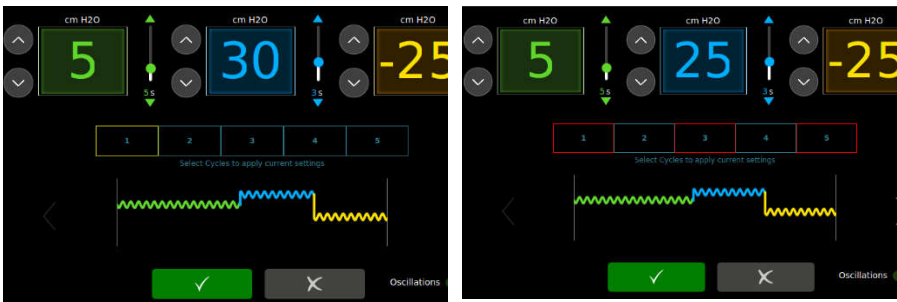 cm H2O cm H2O cm H2O
5 30 -25
5 s 3 s
1 2 3 4 5
Select Cycles to apply current settings
Oscillations
cm H2O cm H2O cm H2O
5 25 -25
5 s 3 s
1 2 3 4 5
Select Cycles to apply current settings
Oscillations